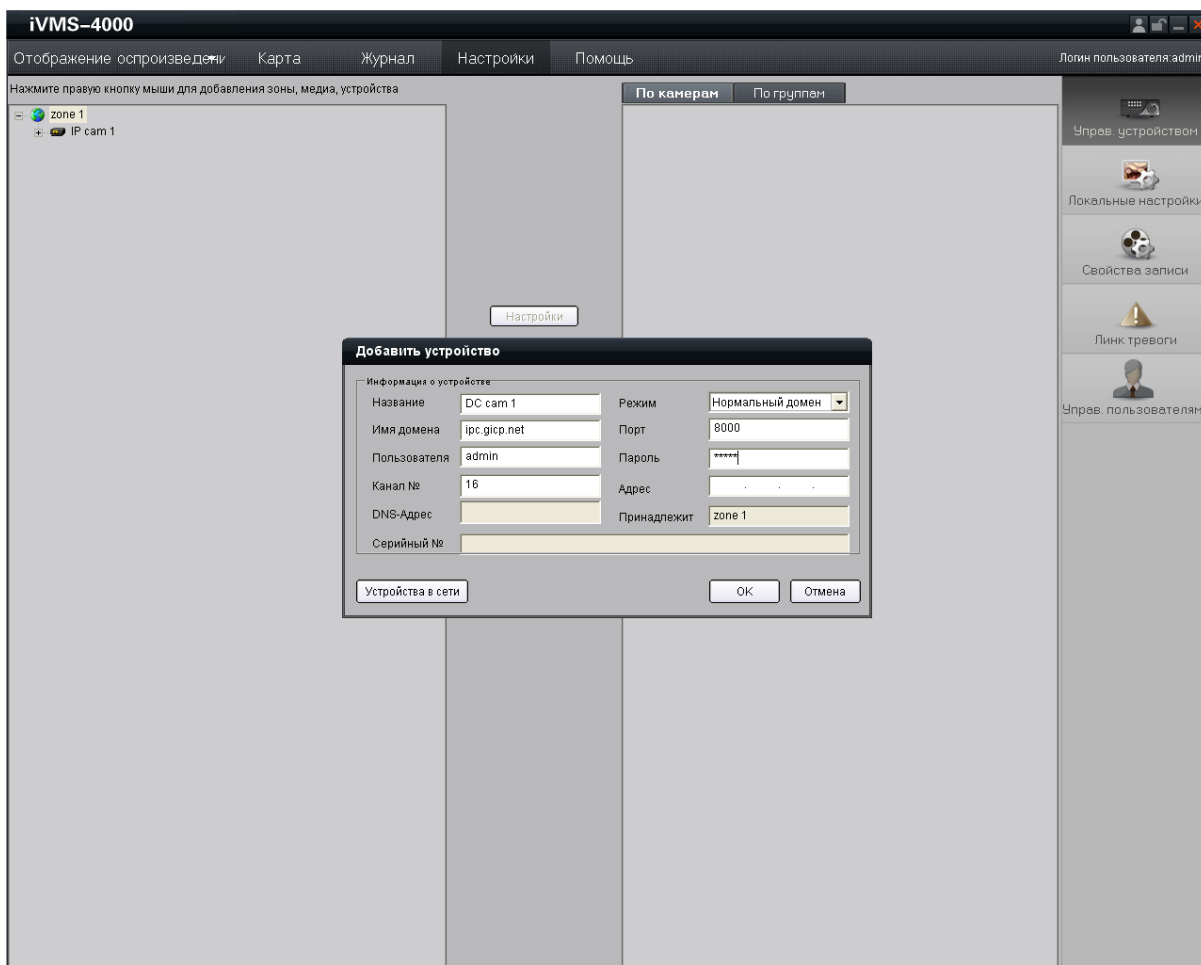 iVMS-4000
Отображение оспроизведени Карта Журнал Настройки Помощь Логин пользователя:admin
Нажмите правую кнопку мыши для добавления зоны, медиа, устройства
По камерам По группам
zone 1
IP cam 1
Управ. устройством
Локальные настройки
Свойства записи
Линк тревоги
Управ. пользователям
Настройки
Добавить устройство
Информация о устройстве
Название DC cam 1 Режим Нормальный домен
Имя домена ipc.gicp.net Порт 8000
Пользователя admin Пароль *****
Канал № 16 Адрес . . .
DNS-Адрес Принадлежит zone 1
Серийный №
Устройства в сети OK Отмена